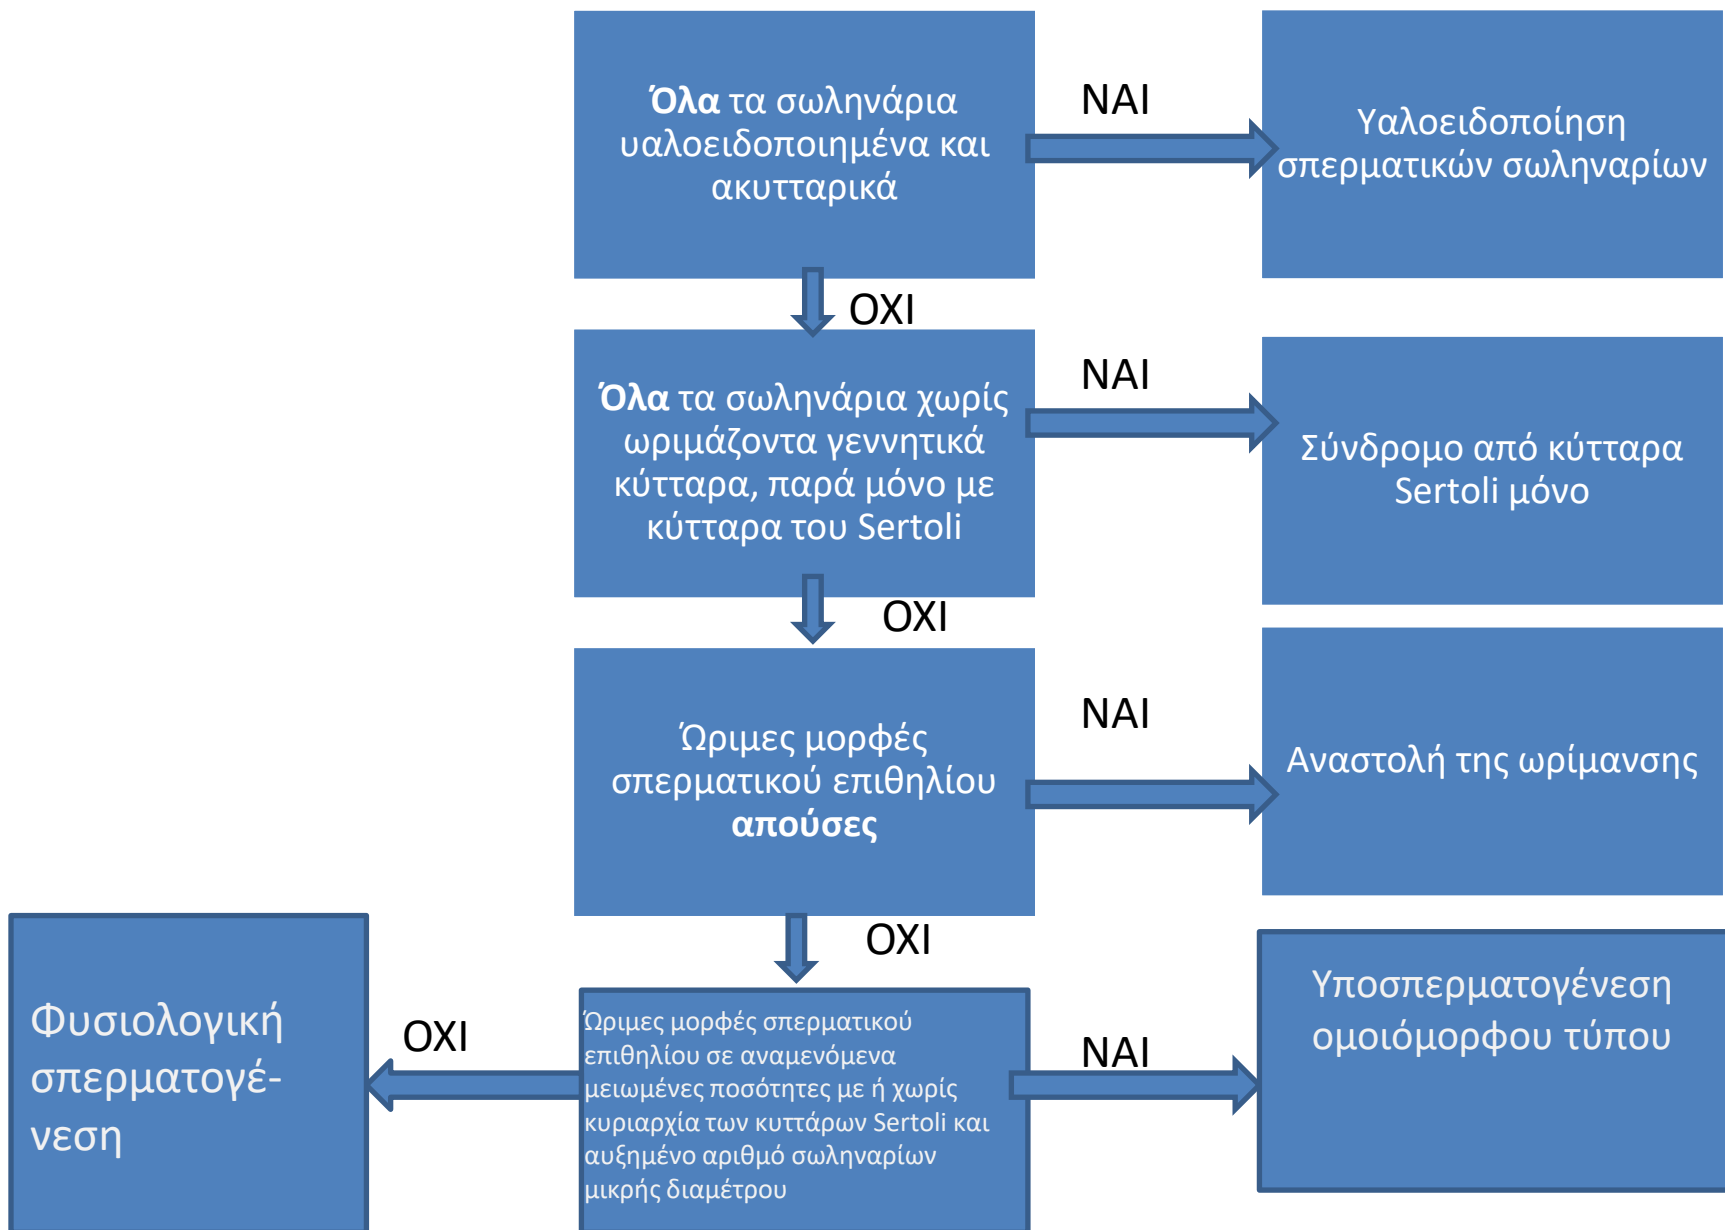 Όλα τα σωληνάρια
υαλοειδοποιημένα και
ακυτταρικά
ΝΑΙ
Υαλοειδοποίηση
σπερματικών σωληναρίων
ΟΧΙ
Όλα τα σωληνάρια χωρίς
ωριμάζοντα γεννητικά
κύτταρα, παρά μόνο με
κύτταρα του Sertoli
ΝΑΙ
Σύνδρομο από κύτταρα
Sertoli μόνο
ΟΧΙ
Ώριμες μορφές
σπερματικού επιθηλίου
απούσες
ΝΑΙ
Αναστολή της ωρίμανσης
ΟΧΙ
Ώριμες μορφές σπερματικού
επιθηλίου σε αναμενόμενα
μειωμένες ποσότητες με ή χωρίς
κυριαρχία των κυττάρων Sertoli και
αυξημένο αριθμό σωληναρίων
μικρής διαμέτρου
ΝΑΙ
Υποσπερματογένεση
ομοιόμορφου τύπου
ΟΧΙ
Φυσιολογική
σπερματογέ-
νεση